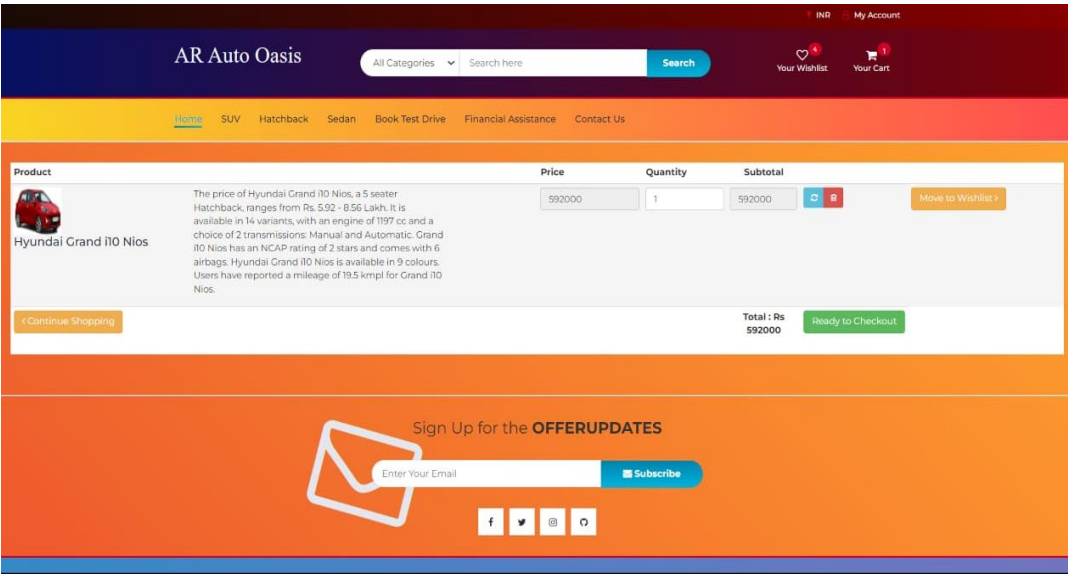 INR My Account
AR Auto Oasis
All Categories Search here Search
4 1
Your Wishlist Your Cart
Home SUV Hatchback Sedan Book Test Drive Financial Assistance Contact Us
Product Price Quantity Subtotal
The price of Hyundai Grand i10 Nios, a 5 seater
Hatchback, ranges from Rs. 5.92 - 8.56 Lakh. It is
available in 14 variants, with an engine of 1197 cc and a
choice of 2 transmissions: Manual and Automatic. Grand
i10 Nios has an NCAP rating of 2 stars and comes with 6
airbags. Hyundai Grand i10 Nios is available in 9 colours.
Users have reported a mileage of 19.5 kmpl for Grand i10
Nios.
Hyundai Grand i10 Nios
592000 1 592000 Move to Wishlist >
< Continue Shopping
Total : Rs
592000
Ready to Checkout
Sign Up for the OFFERUPDATES
Enter Your Email Subscribe